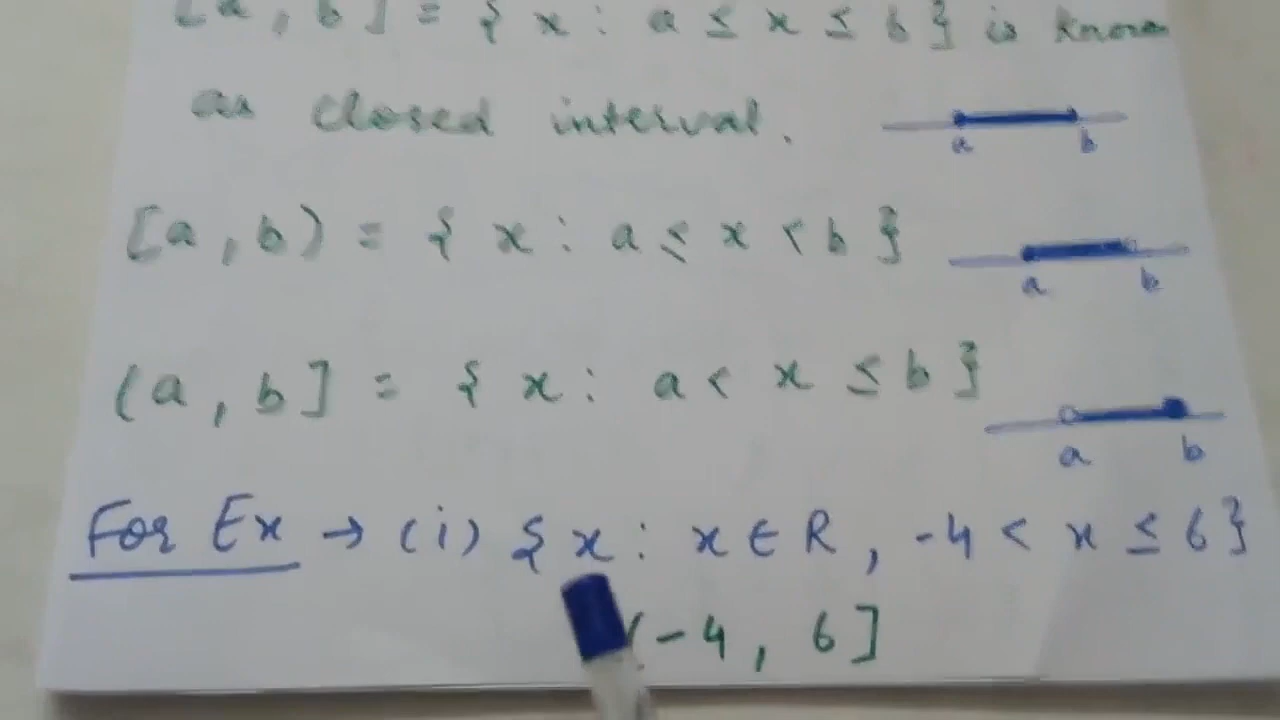 [a, b] = { x : a ≤ x ≤ b } is known
as closed interval.
a b
[a, b) = { x : a ≤ x < b }
a b
(a, b] = { x : a < x ≤ b }
a b
For Ex → (i) { x : x ∈ R, -4 < x ≤ 6 }
(-4, 6]